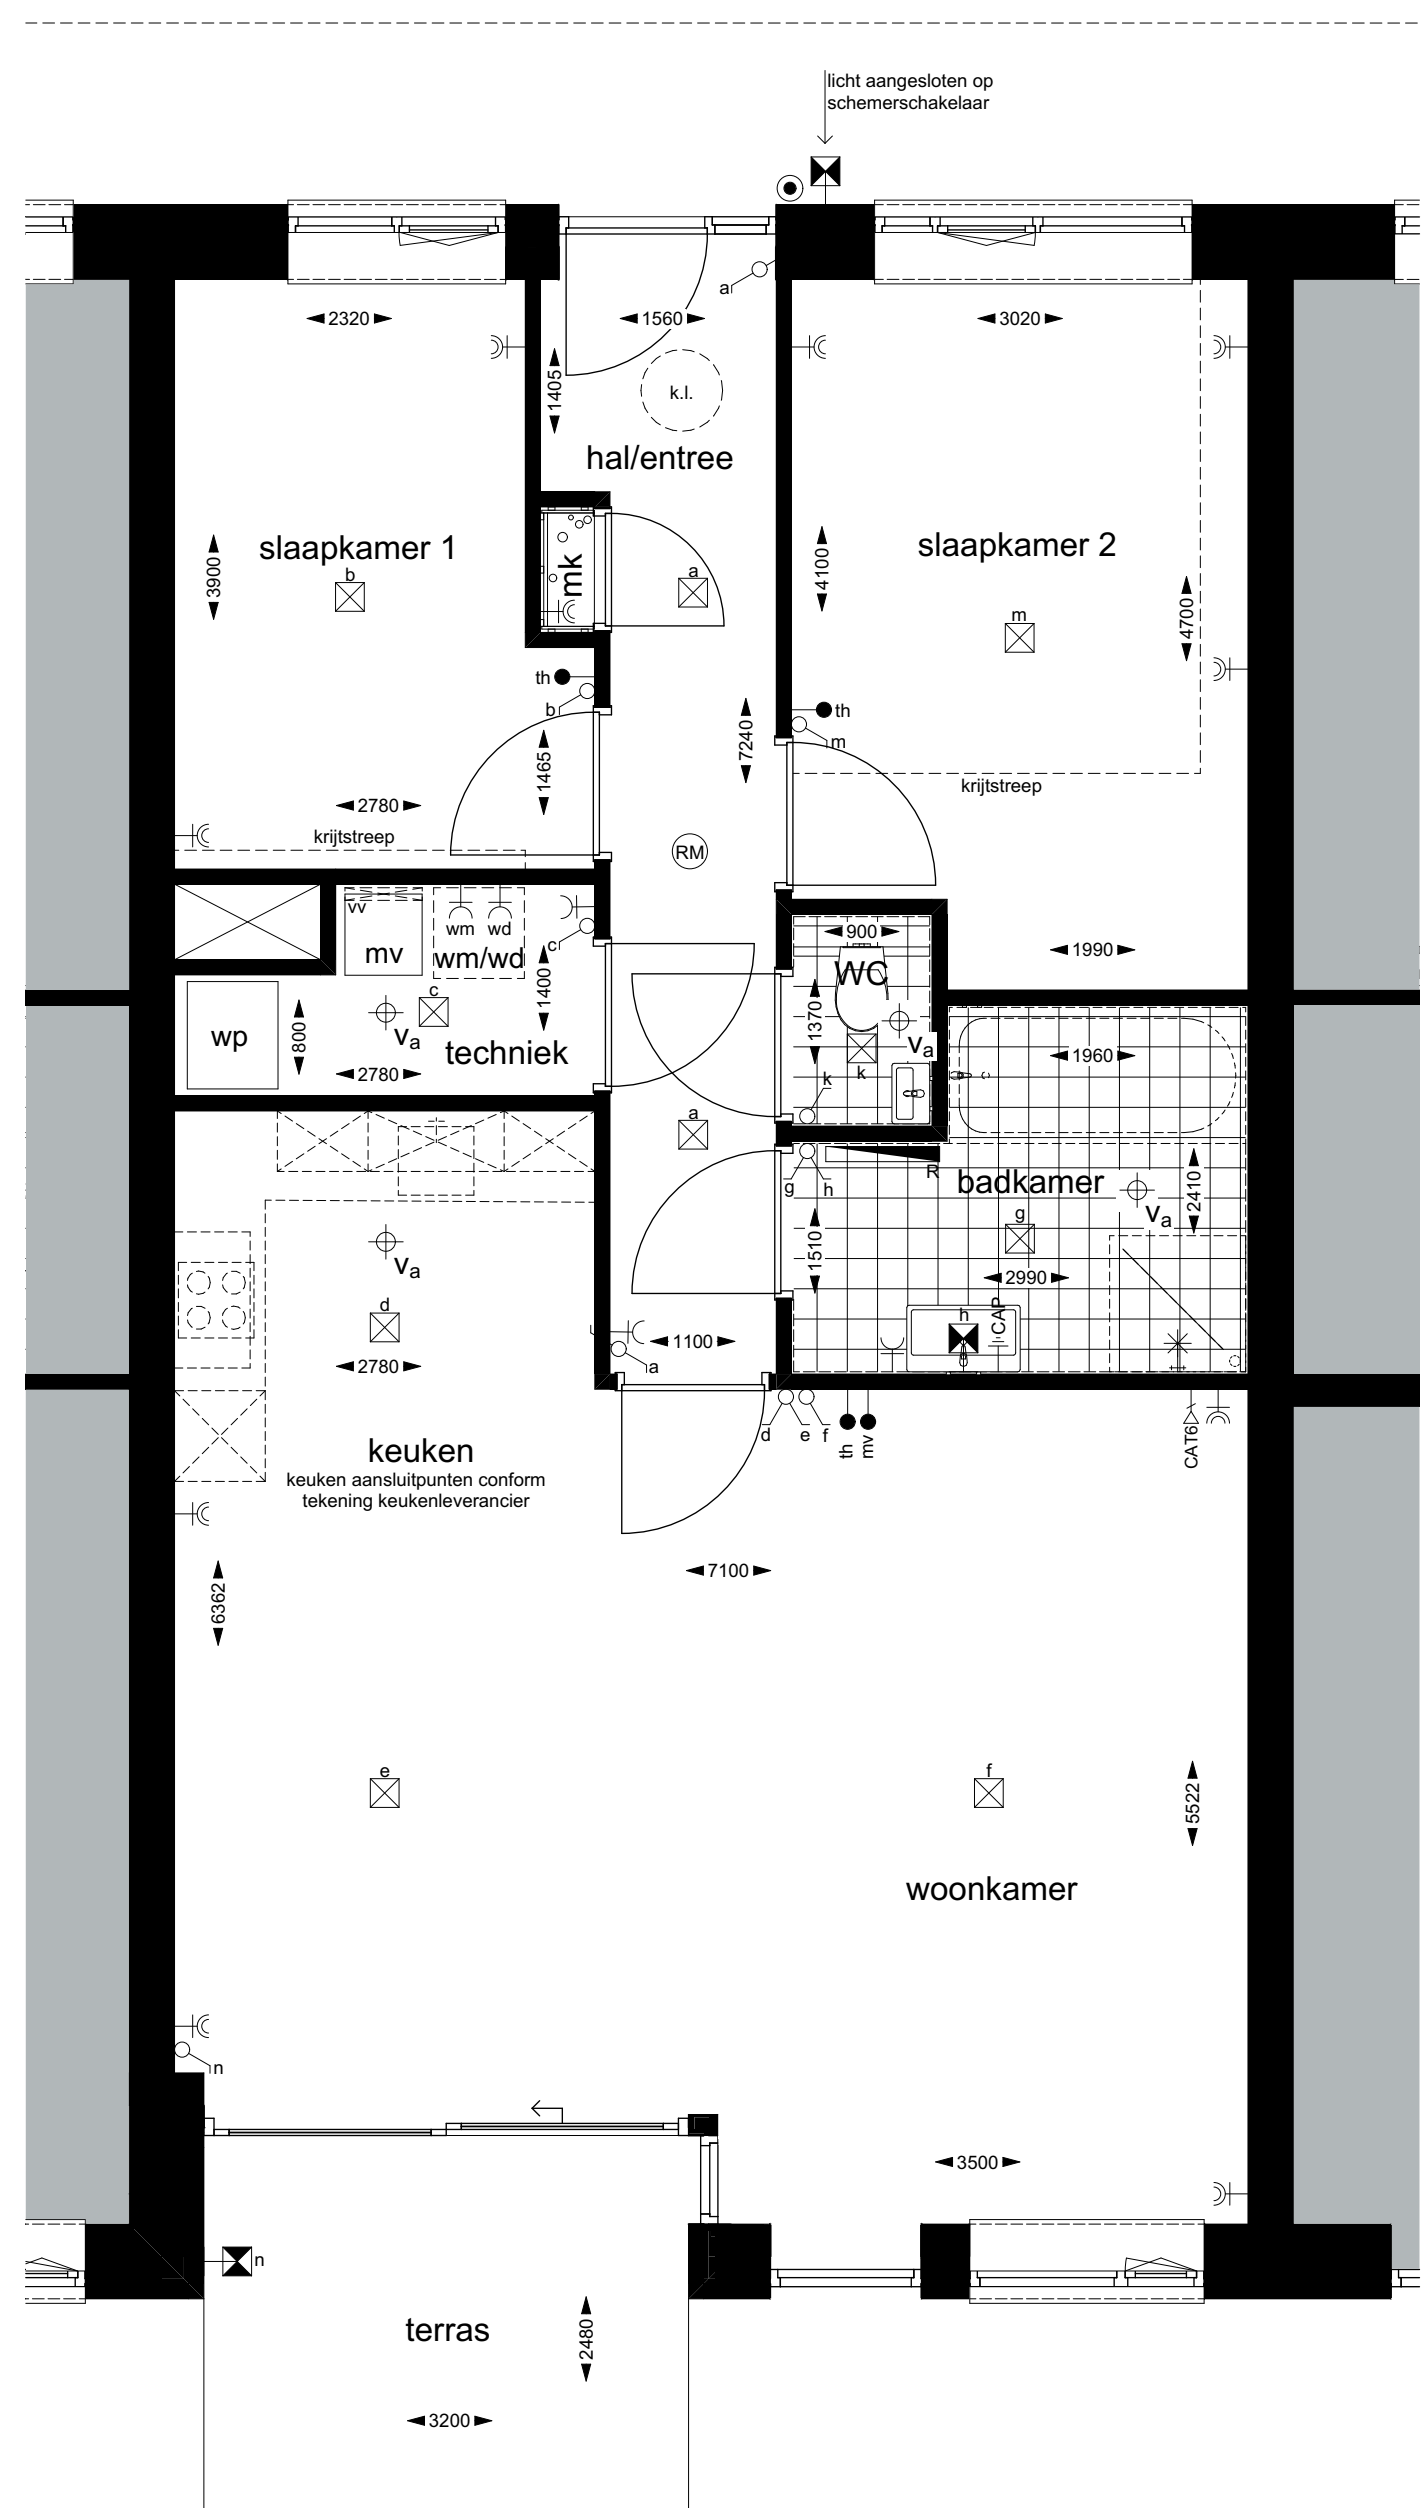 licht aangesloten op
schemerschakelaar
a
2320
1560
3020
1405
k.l.
hal/entree
slaapkamer 1
slaapkamer 2
b
3900
mk
a
4100
m
4700
th
b
th
m
7240
1465
2780
krijtstreep
krijtstreep
RM
vv
mv
wm
wd
wm/wd
c
1400
900
WC
1990
c
wp
800
va
techniek
2780
1370
va
k
k
1960
a
g
h
R
badkamer
2410
va
g
1510
2990
va
d
2780
h
CAP
1100
a
d
e
f
th
mv
CAT6
keuken
keuken aansluitpunten conform
tekening keukenleverancier
7100
6362
e
f
5522
woonkamer
n
3500
n
terras
2480
3200